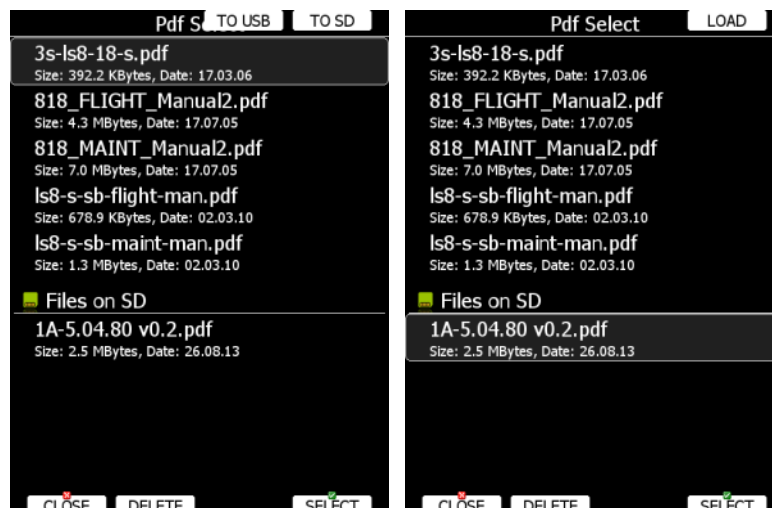 Pdf S
TO USB
TO SD
3s-ls8-18-s.pdf
Size: 392.2 KBytes, Date: 17.03.06
818_FLIGHT_Manual2.pdf
Size: 4.3 MBytes, Date: 17.07.05
818_MAINT_Manual2.pdf
Size: 7.0 MBytes, Date: 17.07.05
ls8-s-sb-flight-man.pdf
Size: 678.9 KBytes, Date: 02.03.10
ls8-s-sb-maint-man.pdf
Size: 1.3 MBytes, Date: 02.03.10
Files on SD
1A-5.04.80 v0.2.pdf
Size: 2.5 MBytes, Date: 26.08.13
CLOSE
DELETE
SELECT
Pdf Select
LOAD
3s-ls8-18-s.pdf
Size: 392.2 KBytes, Date: 17.03.06
818_FLIGHT_Manual2.pdf
Size: 4.3 MBytes, Date: 17.07.05
818_MAINT_Manual2.pdf
Size: 7.0 MBytes, Date: 17.07.05
ls8-s-sb-flight-man.pdf
Size: 678.9 KBytes, Date: 02.03.10
ls8-s-sb-maint-man.pdf
Size: 1.3 MBytes, Date: 02.03.10
Files on SD
1A-5.04.80 v0.2.pdf
Size: 2.5 MBytes, Date: 26.08.13
CLOSE
DELETE
SELECT